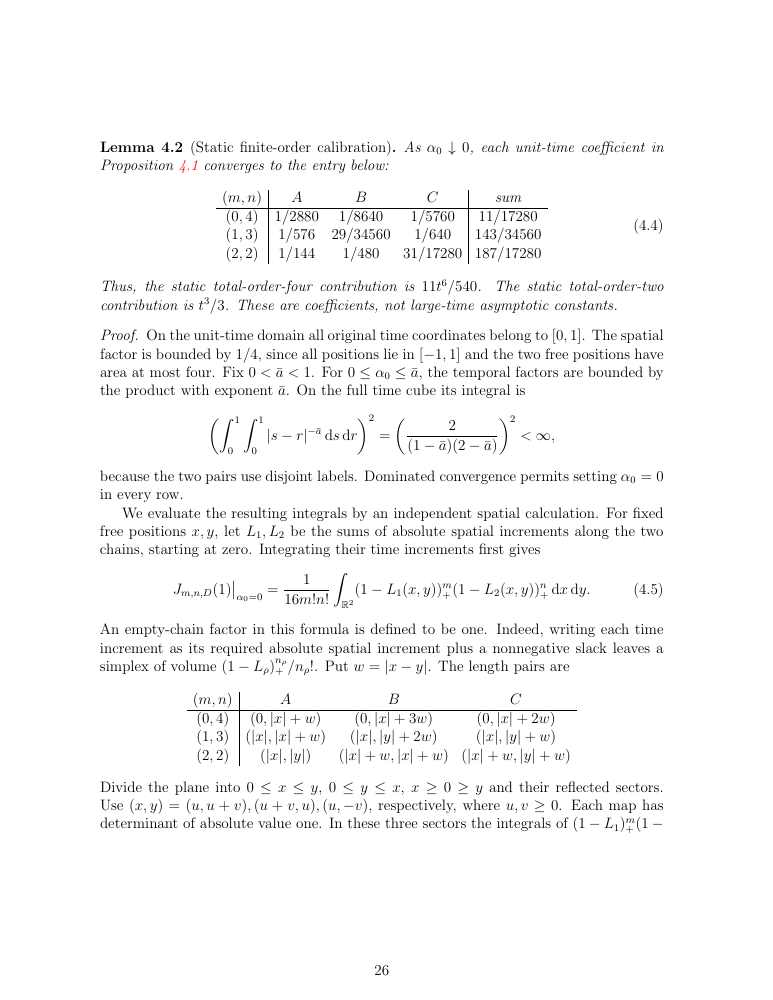 Lemma 4.2 (Static finite-order calibration). As α₀ ↓ 0, each unit-time coefficient in
Proposition 4.1 converges to the entry below:
(m, n) A B C sum
(0, 4) 1/2880 1/8640 1/5760 11/17280
(1, 3) 1/576 29/34560 1/640 143/34560
(2, 2) 1/144 1/480 31/17280 187/17280
(4.4)
Thus, the static total-order-four contribution is 11t⁶/540. The static total-order-two
contribution is t³/3. These are coefficients, not large-time asymptotic constants.
Proof. On the unit-time domain all original time coordinates belong to [0, 1]. The spatial
factor is bounded by 1/4, since all positions lie in [−1, 1] and the two free positions have
area at most four. Fix 0 < ā < 1. For 0 ≤ α₀ ≤ ā, the temporal factors are bounded by
the product with exponent ā. On the full time cube its integral is
(∫₀¹ ∫₀¹ |s − r|^{−ā} ds dr)² = (2 / ((1 − ā)(2 − ā)))² < ∞,
because the two pairs use disjoint labels. Dominated convergence permits setting α₀ = 0
in every row.
We evaluate the resulting integrals by an independent spatial calculation. For fixed
free positions x, y, let L₁, L₂ be the sums of absolute spatial increments along the two
chains, starting at zero. Integrating their time increments first gives
J_{m,n,D}(1)|_{α₀=0} = 1/(16m!n!) ∫_{ℝ²} (1 − L₁(x, y))₊^m (1 − L₂(x, y))₊^n dx dy. (4.5)
An empty-chain factor in this formula is defined to be one. Indeed, writing each time
increment as its required absolute spatial increment plus a nonnegative slack leaves a
simplex of volume (1 − L_ρ)₊^{n_ρ}/n_ρ!. Put w = |x − y|. The length pairs are
(m, n) A B C
(0, 4) (0, |x| + w) (0, |x| + 3w) (0, |x| + 2w)
(1, 3) (|x|, |x| + w) (|x|, |y| + 2w) (|x|, |y| + w)
(2, 2) (|x|, |y|) (|x| + w, |x| + w) (|x| + w, |y| + w)
Divide the plane into 0 ≤ x ≤ y, 0 ≤ y ≤ x, x ≥ 0 ≥ y and their reflected sectors.
Use (x, y) = (u, u + v), (u + v, u), (u, −v), respectively, where u, v ≥ 0. Each map has
determinant of absolute value one. In these three sectors the integrals of (1 − L₁)₊^m(1 −
26